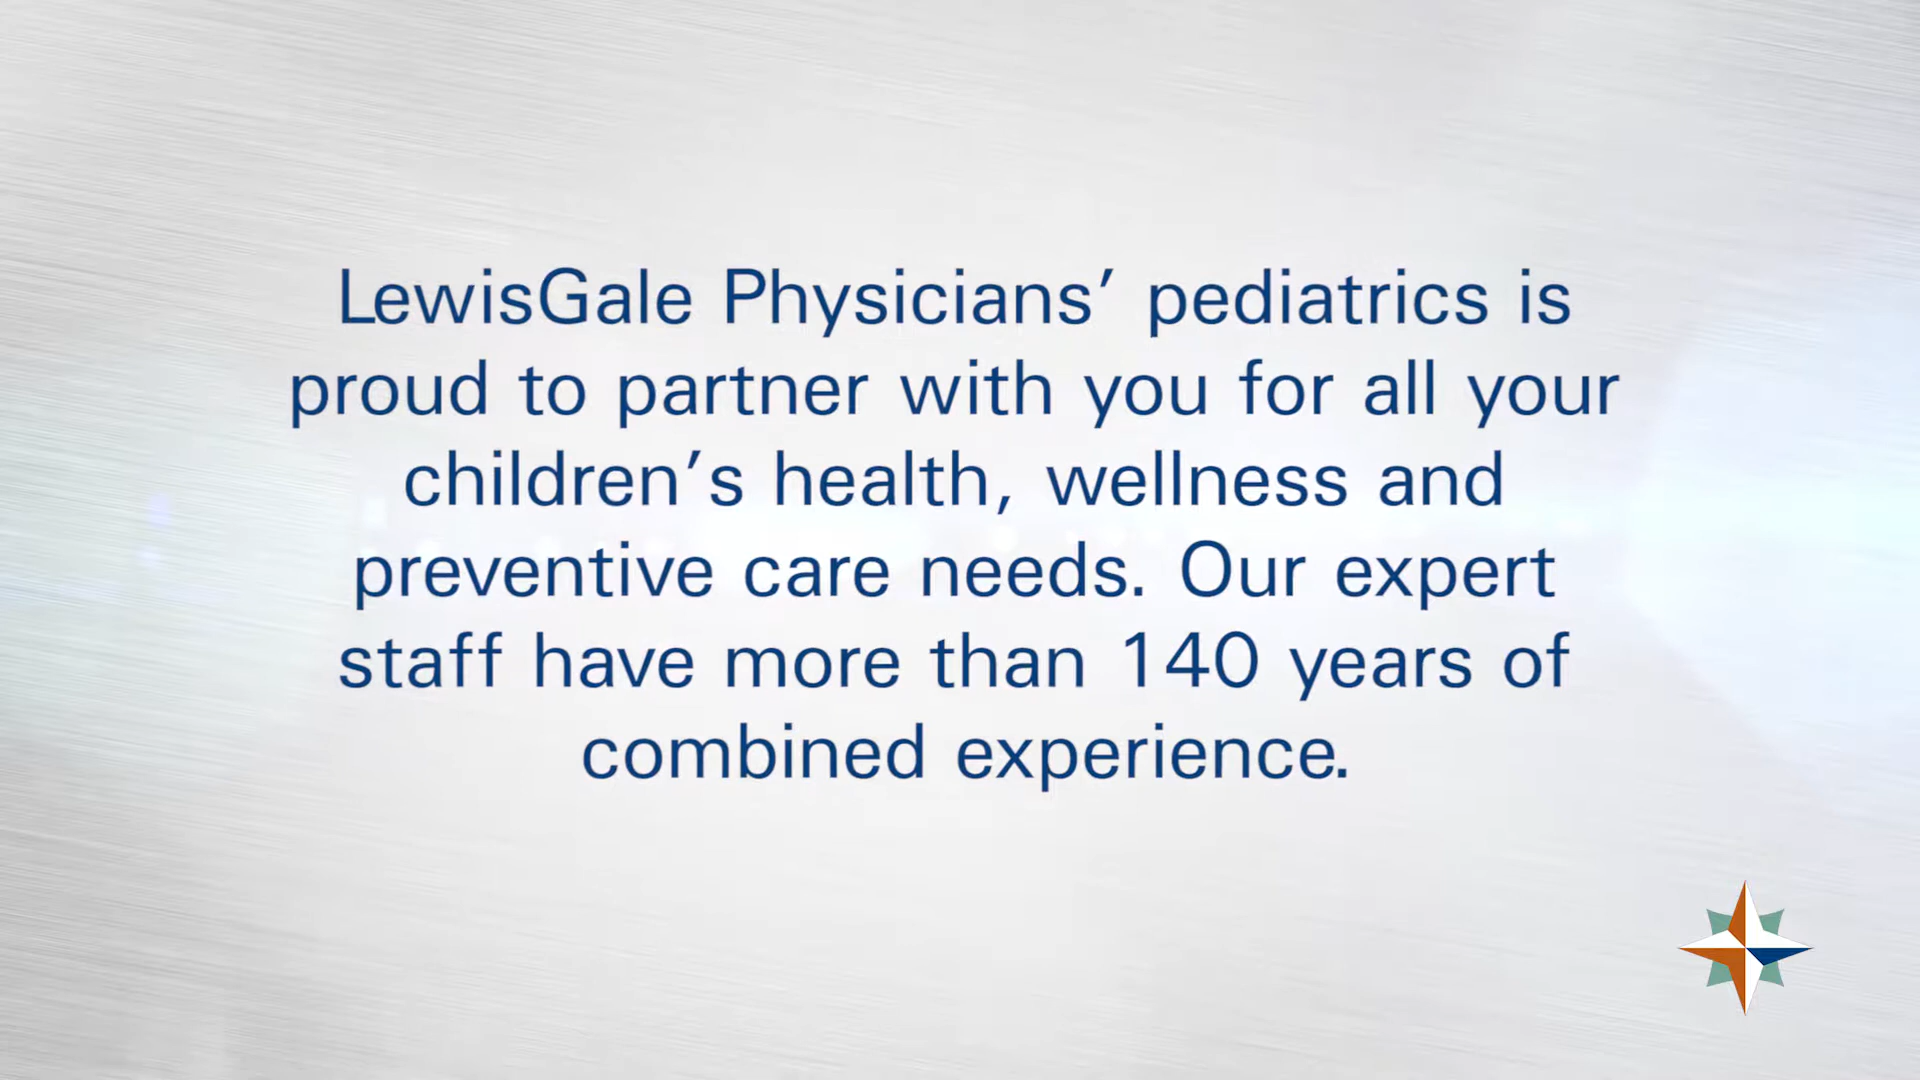 LewisGale Physicians’ pediatrics is
proud to partner with you for all your
children’s health, wellness and
preventive care needs. Our expert
staff have more than 140 years of
combined experience.